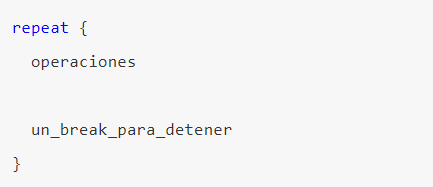 repeat {
  operaciones

  un_break_para_detener
}